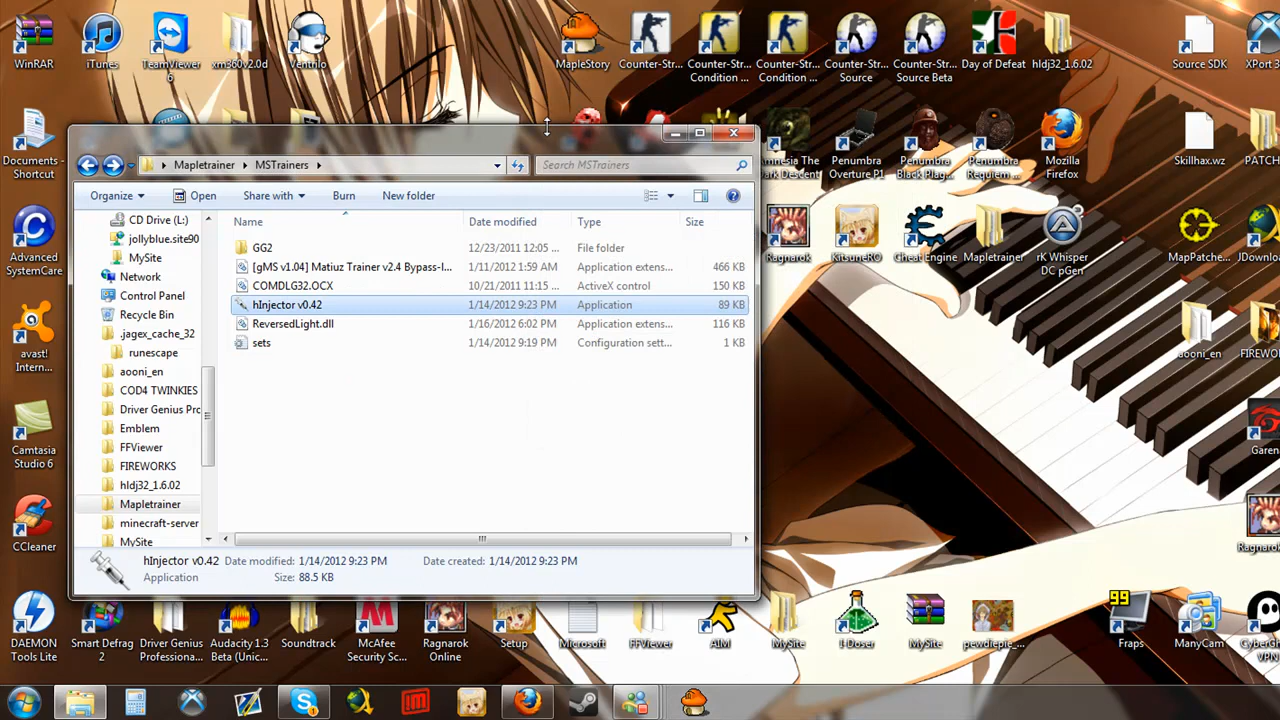 WinRAR
iTunes
TeamViewer 6
xm360v2.0d
Ventrilo
MapleStory
Counter-Str...
Counter-Str... Condition ...
Counter-Str... Condition ...
Counter-Str... Source
Counter-Str... Source Beta
Day of Defeat
hldj32_1.6.02
Source SDK
XPort 3
Documents - Shortcut
Penumbra Overture P1
Penumbra Black Plag...
Penumbra Requiem ...
Mozilla Firefox
Skillhax.wz
PATCH
Mapletrainer
MSTrainers
Search MSTrainers
Organize
Open
Share with
Burn
New folder
Name
Date modified
Type
Size
CD Drive (L:)
jollyblue.site90
MySite
Network
Control Panel
Recycle Bin
.jagex_cache_32
runescape
aooni_en
COD4 TWINKIES
Driver Genius Prc
Emblem
FFViewer
FIREWORKS
hldj32_1.6.02
Mapletrainer
minecraft-server
MySite
GG2 12/23/2011 12:05 ... File folder
[gMS v1.04] Matiuz Trainer v2.4 Bypass-I... 1/11/2012 1:59 AM Application extens... 466 KB
COMDLG32.OCX 10/21/2011 11:15 ... ActiveX control 150 KB
hInjector v0.42 1/14/2012 9:23 PM Application 89 KB
ReversedLight.dll 1/16/2012 6:02 PM Application extens... 116 KB
sets 1/14/2012 9:19 PM Configuration sett... 1 KB
hInjector v0.42 Date modified: 1/14/2012 9:23 PM Date created: 1/14/2012 9:23 PM
Application Size: 88.5 KB
Advanced SystemCare
Ragnarok
KitsuneRO
Cheat Engine
Mapletrainer
rK Whisper DC pGen
MapPatche...
JDownloa
avast! Intern...
aooni_en
FIREWO
Camtasia Studio 6
Garena
CCleaner
Ragnarok
DAEMON Tools Lite
Smart Defrag 2
Driver Genius Professiona...
Audacity 1.3 Beta (Unic...
Soundtrack
McAfee Security Sc...
Ragnarok Online
Setup
Microsoft
FFViewer
AIM
MySite
I-Doser
MySite
pewdiepie_...
99
Fraps
ManyCam
CyberGh
VPN